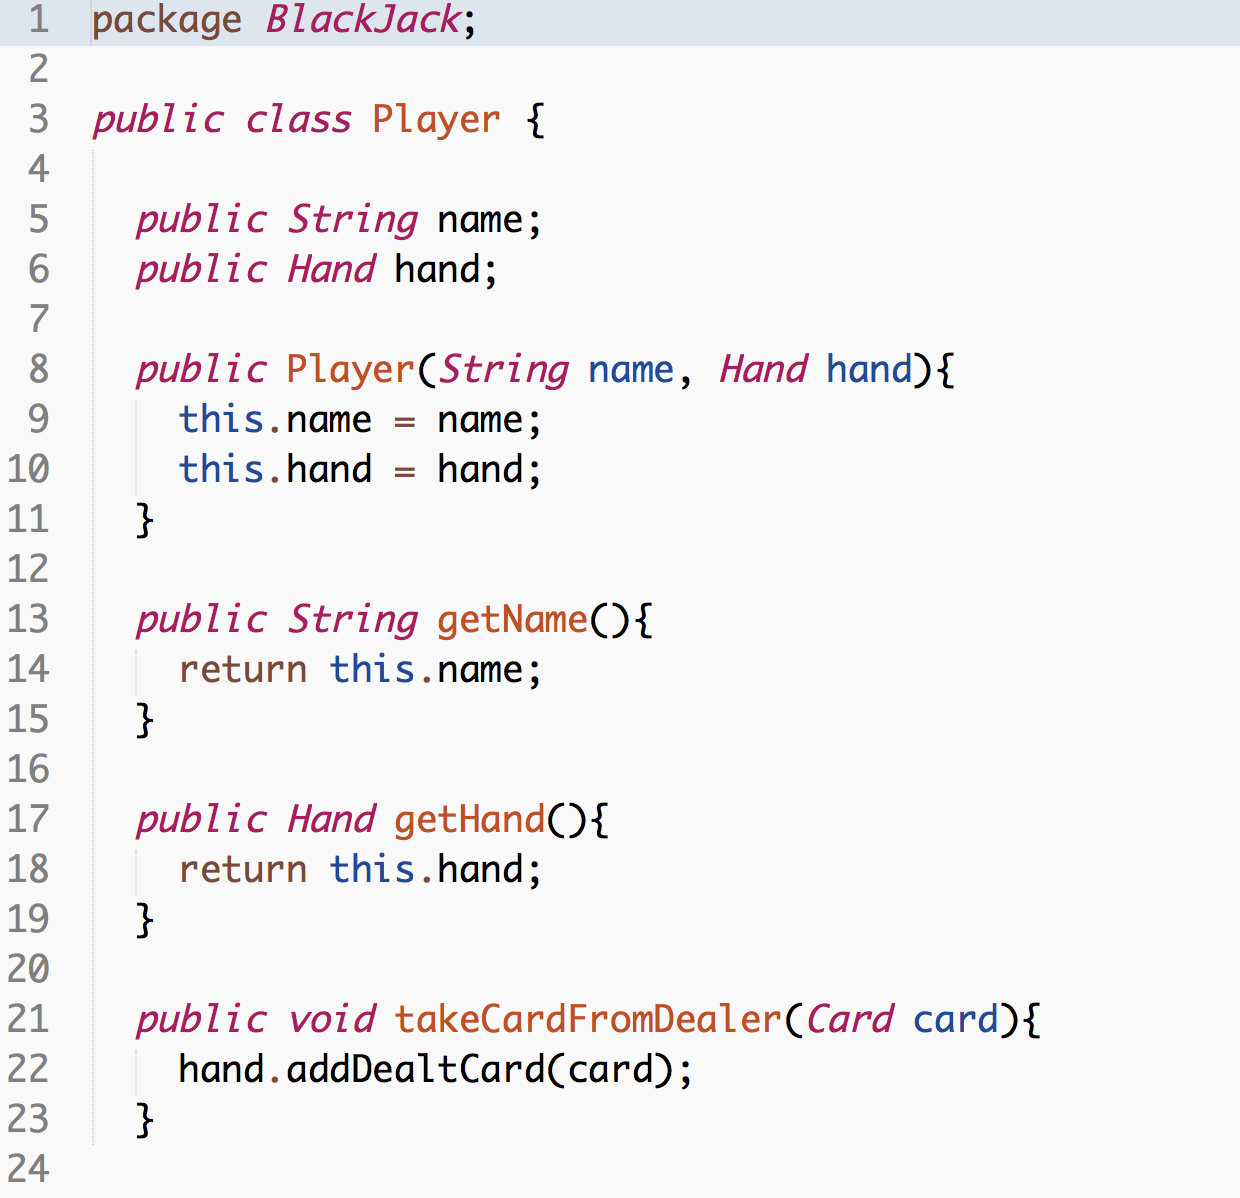 1 package BlackJack;
2
3 public class Player {
4
5 public String name;
6 public Hand hand;
7
8 public Player(String name, Hand hand){
9 this.name = name;
10 this.hand = hand;
11 }
12
13 public String getName(){
14 return this.name;
15 }
16
17 public Hand getHand(){
18 return this.hand;
19 }
20
21 public void takeCardFromDealer(Card card){
22 hand.addDealtCard(card);
23 }
24